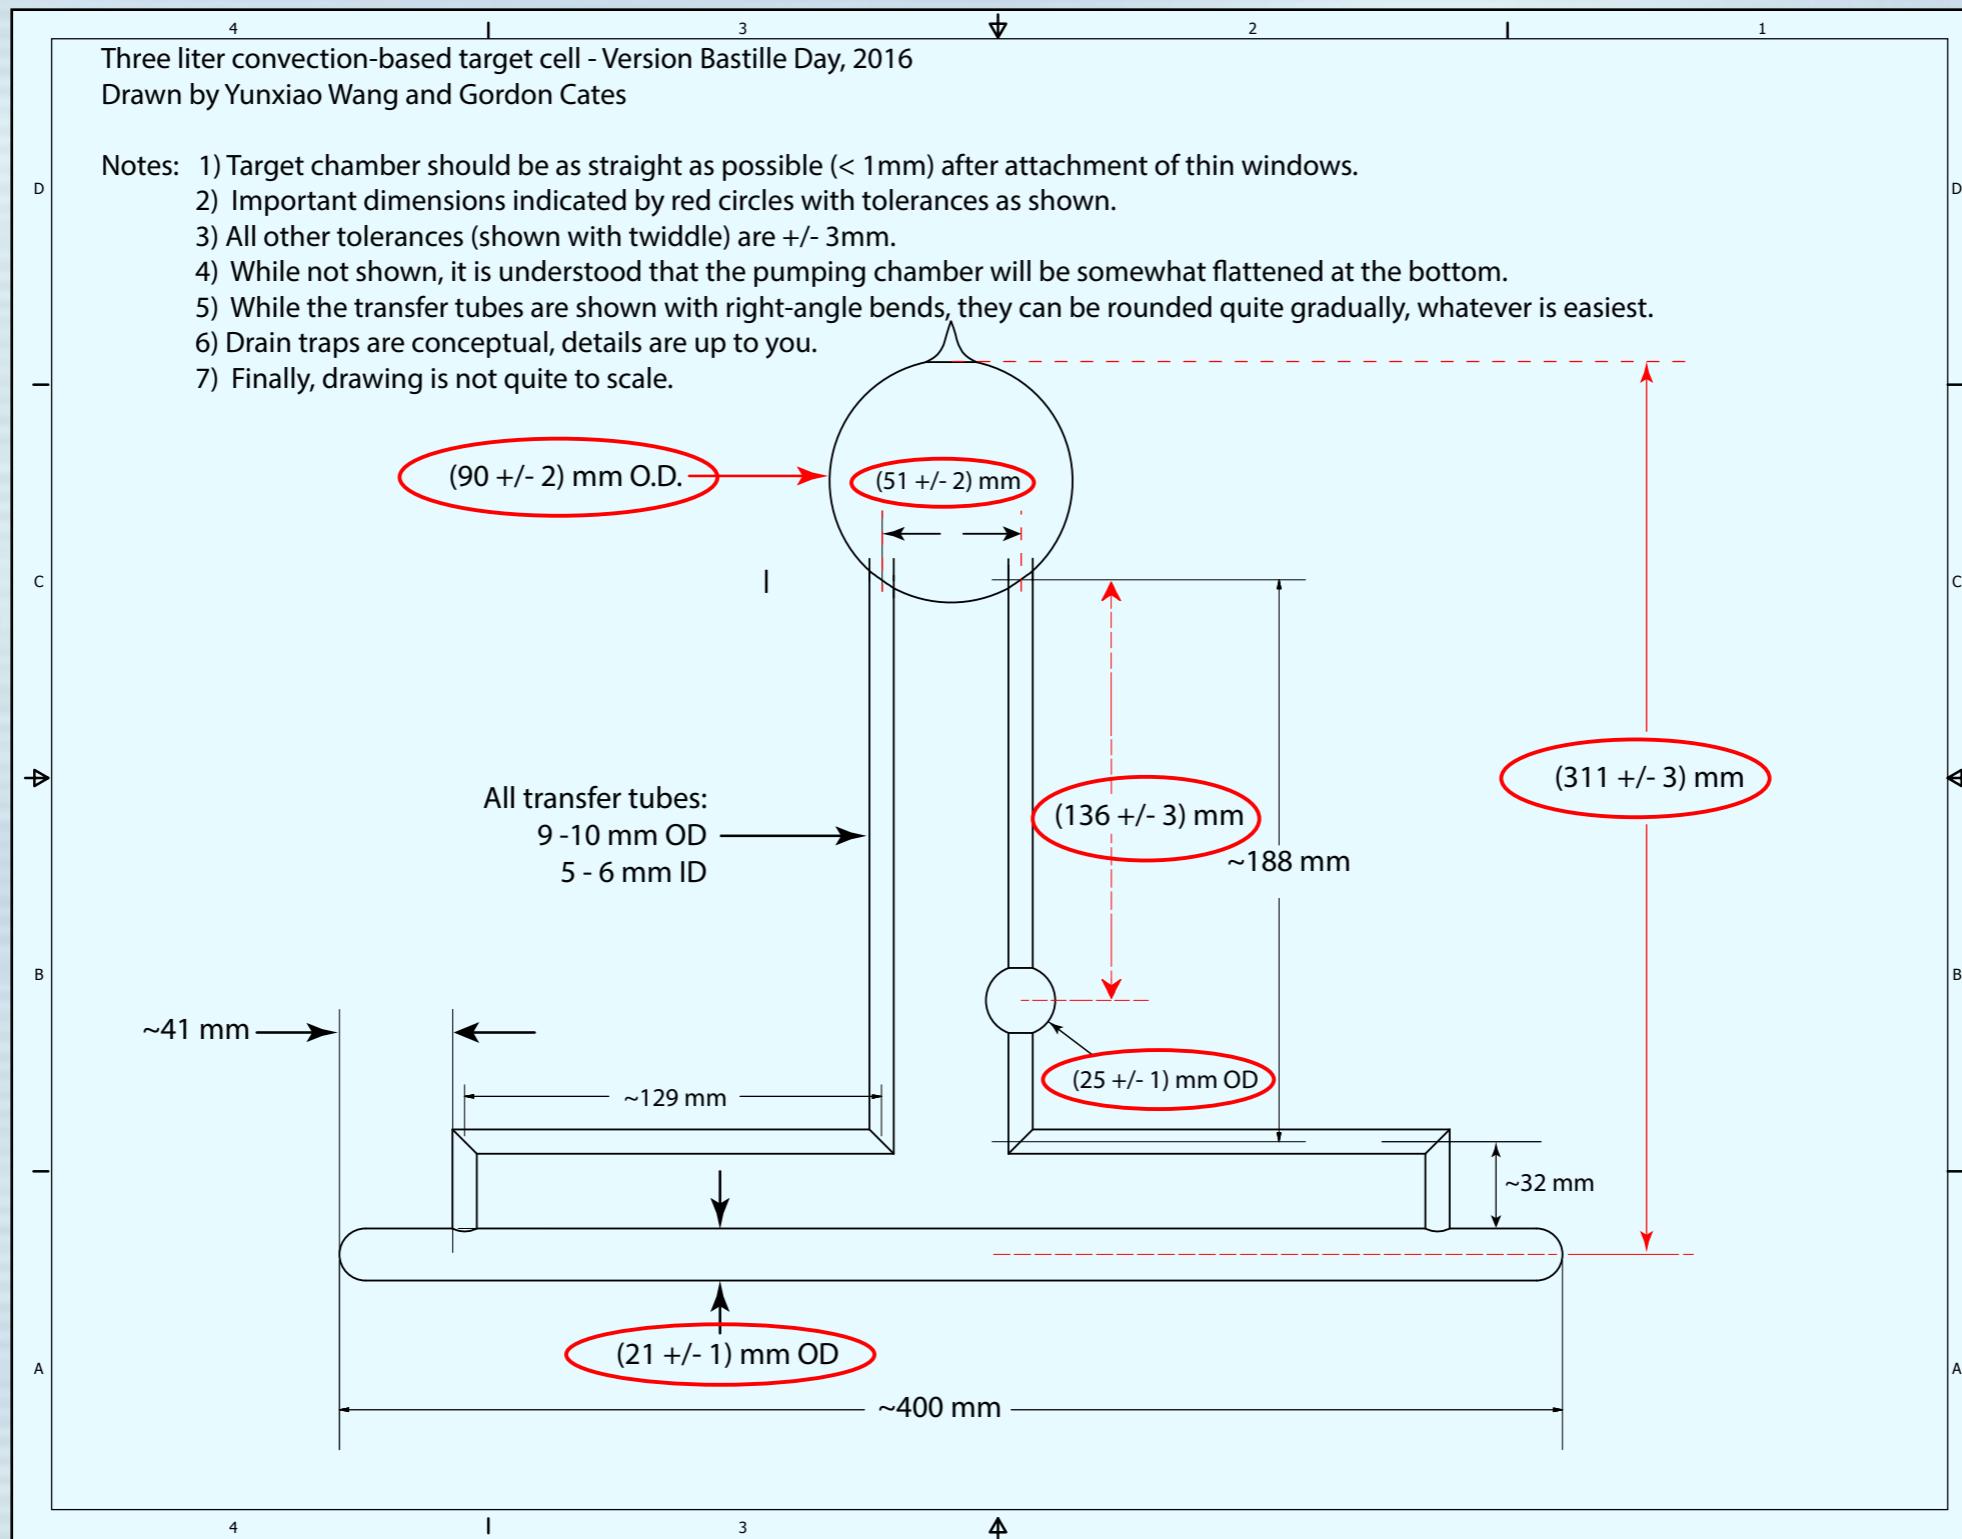 4 3 2 1
Three liter convection-based target cell - Version Bastille Day, 2016
Drawn by Yunxiao Wang and Gordon Cates
Notes: 1) Target chamber should be as straight as possible (< 1mm) after attachment of thin windows.
D D
2) Important dimensions indicated by red circles with tolerances as shown.
3) All other tolerances (shown with twiddle) are +/- 3mm.
4) While not shown, it is understood that the pumping chamber will be somewhat flattened at the bottom.
5) While the transfer tubes are shown with right-angle bends, they can be rounded quite gradually, whatever is easiest.
6) Drain traps are conceptual, details are up to you.
7) Finally, drawing is not quite to scale.
(90 +/- 2) mm O.D.
(51 +/- 2) mm
C C
(311 +/- 3) mm
All transfer tubes:
9 -10 mm OD
5 - 6 mm ID
(136 +/- 3) mm
~188 mm
B B
~41 mm
(25 +/- 1) mm OD
~129 mm
~32 mm
(21 +/- 1) mm OD
A A
~400 mm
4 3